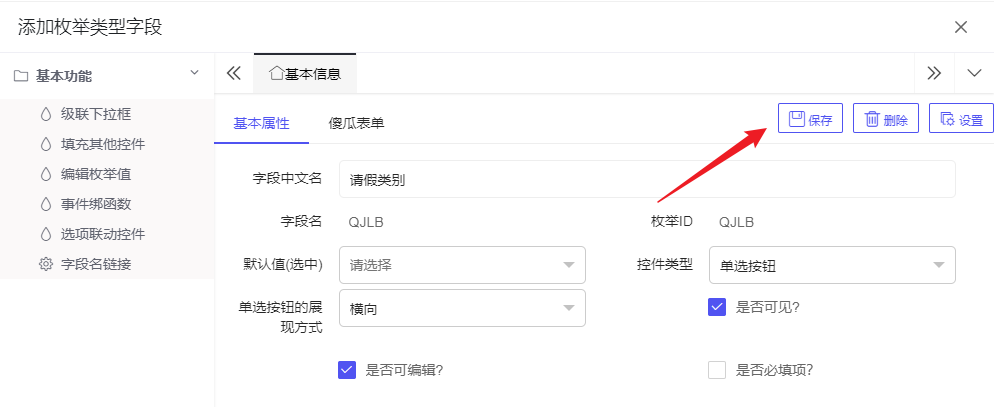 添加枚举类型字段
基本功能
级联下拉框
填充其他控件
编辑枚举值
事件绑函数
选项联动控件
字段名链接
基本信息
基本属性 傻瓜表单
保存 删除 设置
字段中文名 请假类别
字段名 QJLB 枚举ID QJLB
默认值(选中) 请选择 控件类型 单选按钮
单选按钮的展
现方式 横向 是否可见?
是否可编辑? 是否必填项?